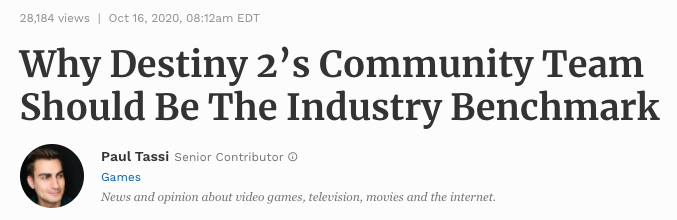 28,184 views | Oct 16, 2020, 08:12am EDT
Why Destiny 2’s Community Team
Should Be The Industry Benchmark
Paul Tassi Senior Contributor
Games
News and opinion about video games, television, movies and the internet.